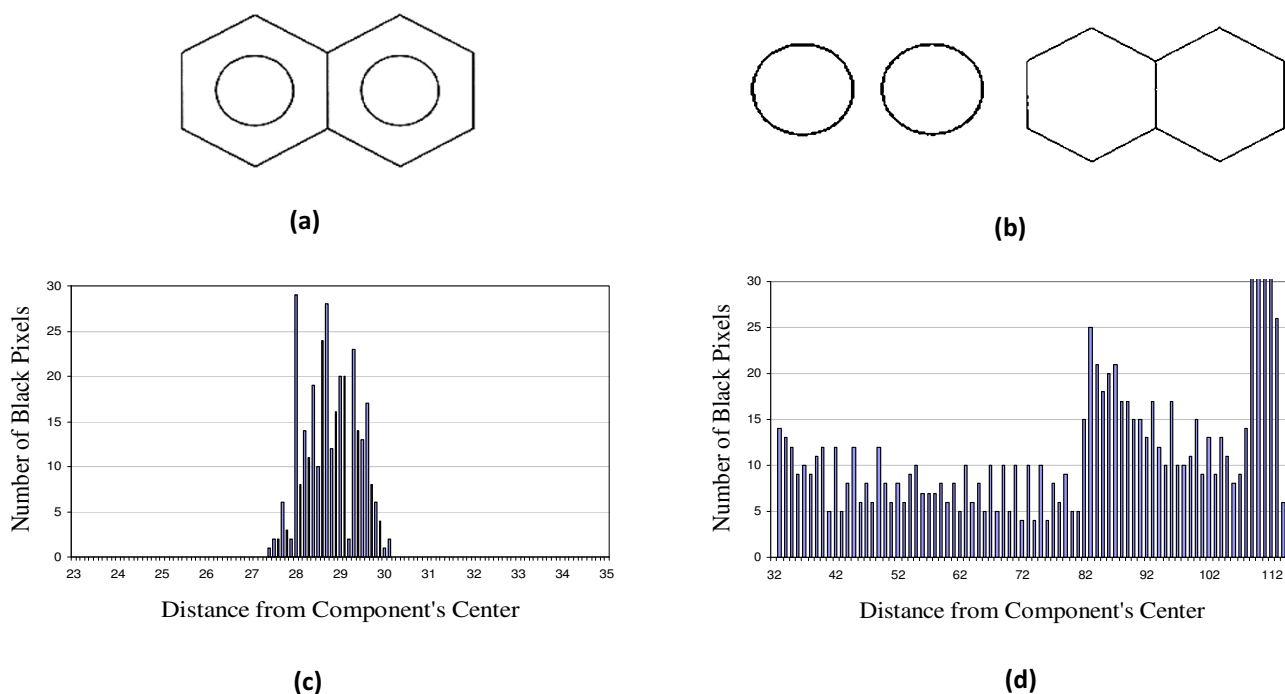 (a)
(b)
Number of Black Pixels
30
25
20
15
10
5
0
23 24 25 26 27 28 29 30 31 32 33 34 35
Distance from Component's Center
(c)
Number of Black Pixels
30
25
20
15
10
5
0
32 42 52 62 72 82 92 102 112
Distance from Component's Center
(d)